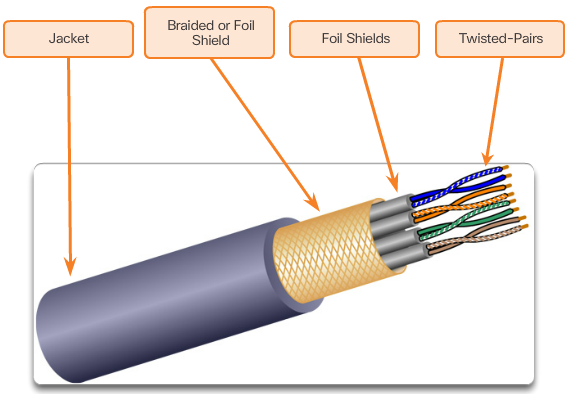 Jacket
Braided or Foil
Shield
Foil Shields
Twisted-Pairs